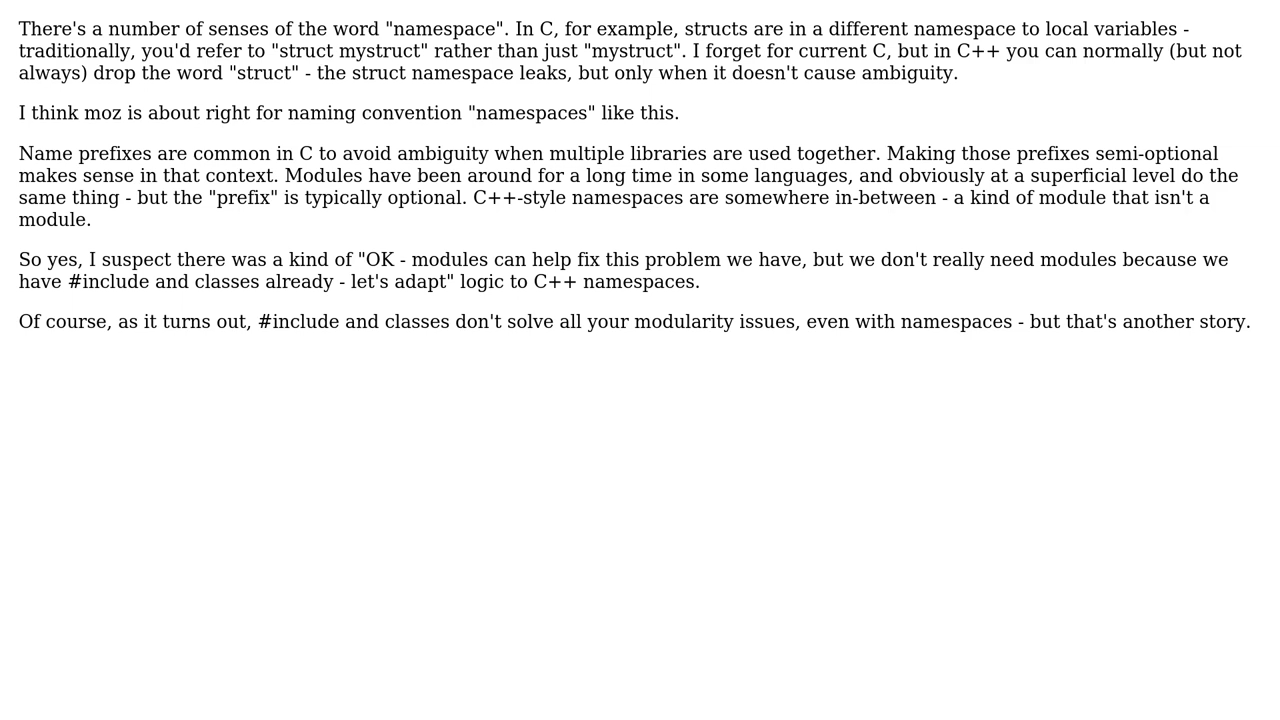 There's a number of senses of the word "namespace". In C, for example, structs are in a different namespace to local variables -
traditionally, you'd refer to "struct mystruct" rather than just "mystruct". I forget for current C, but in C++ you can normally (but not
always) drop the word "struct" - the struct namespace leaks, but only when it doesn't cause ambiguity.
I think moz is about right for naming convention "namespaces" like this.
Name prefixes are common in C to avoid ambiguity when multiple libraries are used together. Making those prefixes semi-optional
makes sense in that context. Modules have been around for a long time in some languages, and obviously at a superficial level do the
same thing - but the "prefix" is typically optional. C++-style namespaces are somewhere in-between - a kind of module that isn't a
module.
So yes, I suspect there was a kind of "OK - modules can help fix this problem we have, but we don't really need modules because we
have #include and classes already - let's adapt" logic to C++ namespaces.
Of course, as it turns out, #include and classes don't solve all your modularity issues, even with namespaces - but that's another story.